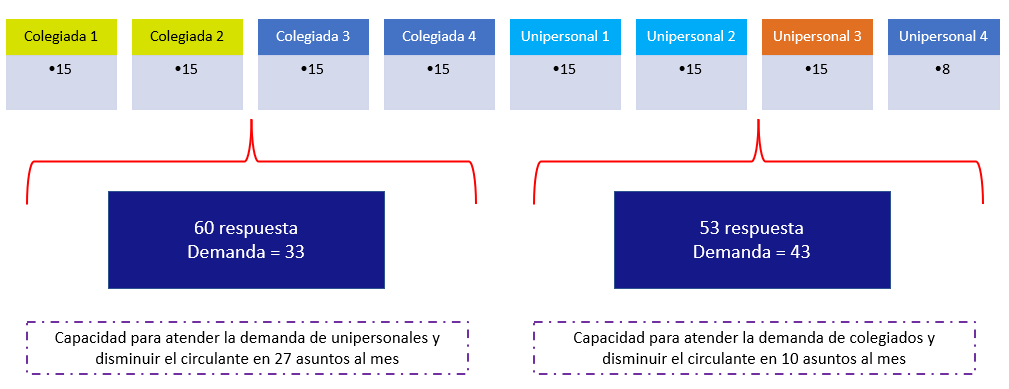 Colegiada 1
Colegiada 2
Colegiada 3
Colegiada 4
Unipersonal 1
Unipersonal 2
Unipersonal 3
Unipersonal 4
•15
•15
•15
•15
•15
•15
•15
•8
60 respuesta
Demanda = 33
53 respuesta
Demanda = 43
Capacidad para atender la demanda de unipersonales y
disminuir el circulante en 27 asuntos al mes
Capacidad para atender la demanda de colegiados y
disminuir el circulante en 10 asuntos al mes